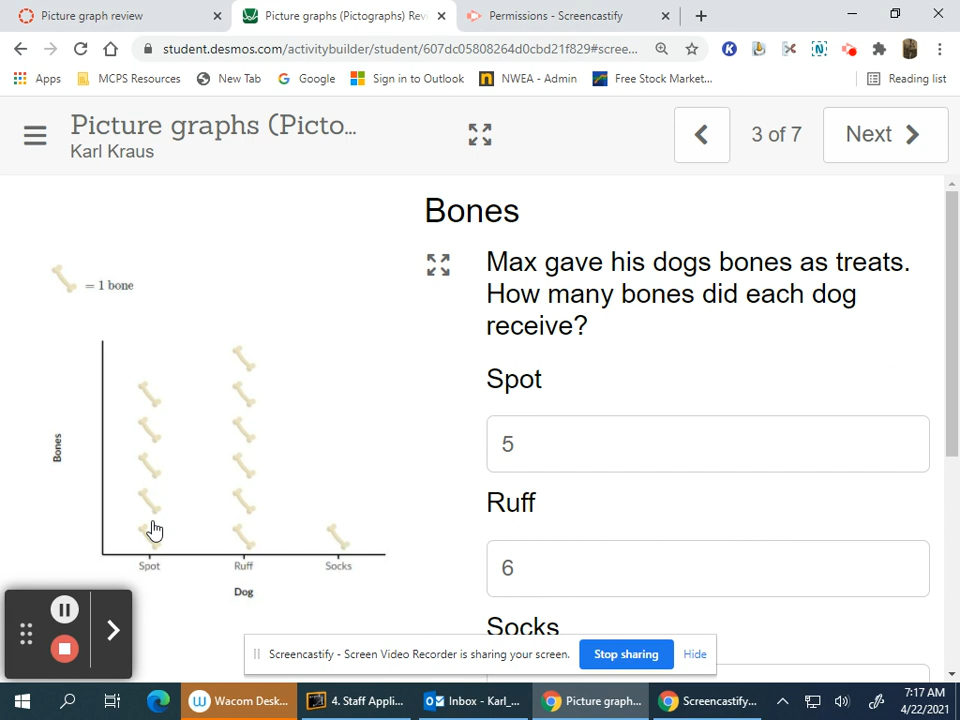 Picture graph review
Picture graphs (Pictographs) Rev
Permissions - Screencastify
student.desmos.com/activitybuilder/student/607dc05808264d0cbd21f829#scree...
Apps
MCPS Resources
New Tab
Google
Sign in to Outlook
NWEA - Admin
Free Stock Market...
Reading list
Picture graphs (Picto...
Karl Kraus
3 of 7
Next
Bones
= 1 bone
Max gave his dogs bones as treats.
How many bones did each dog
receive?
Spot
5
Ruff
6
Socks
Bones
Spot
Ruff
Socks
Dog
Screencastify - Screen Video Recorder is sharing your screen.
Stop sharing
Hide
Wacom Desk...
4. Staff Appli...
Inbox - Karl_...
Picture graph...
Screencastify...
7:17 AM
4/22/2021